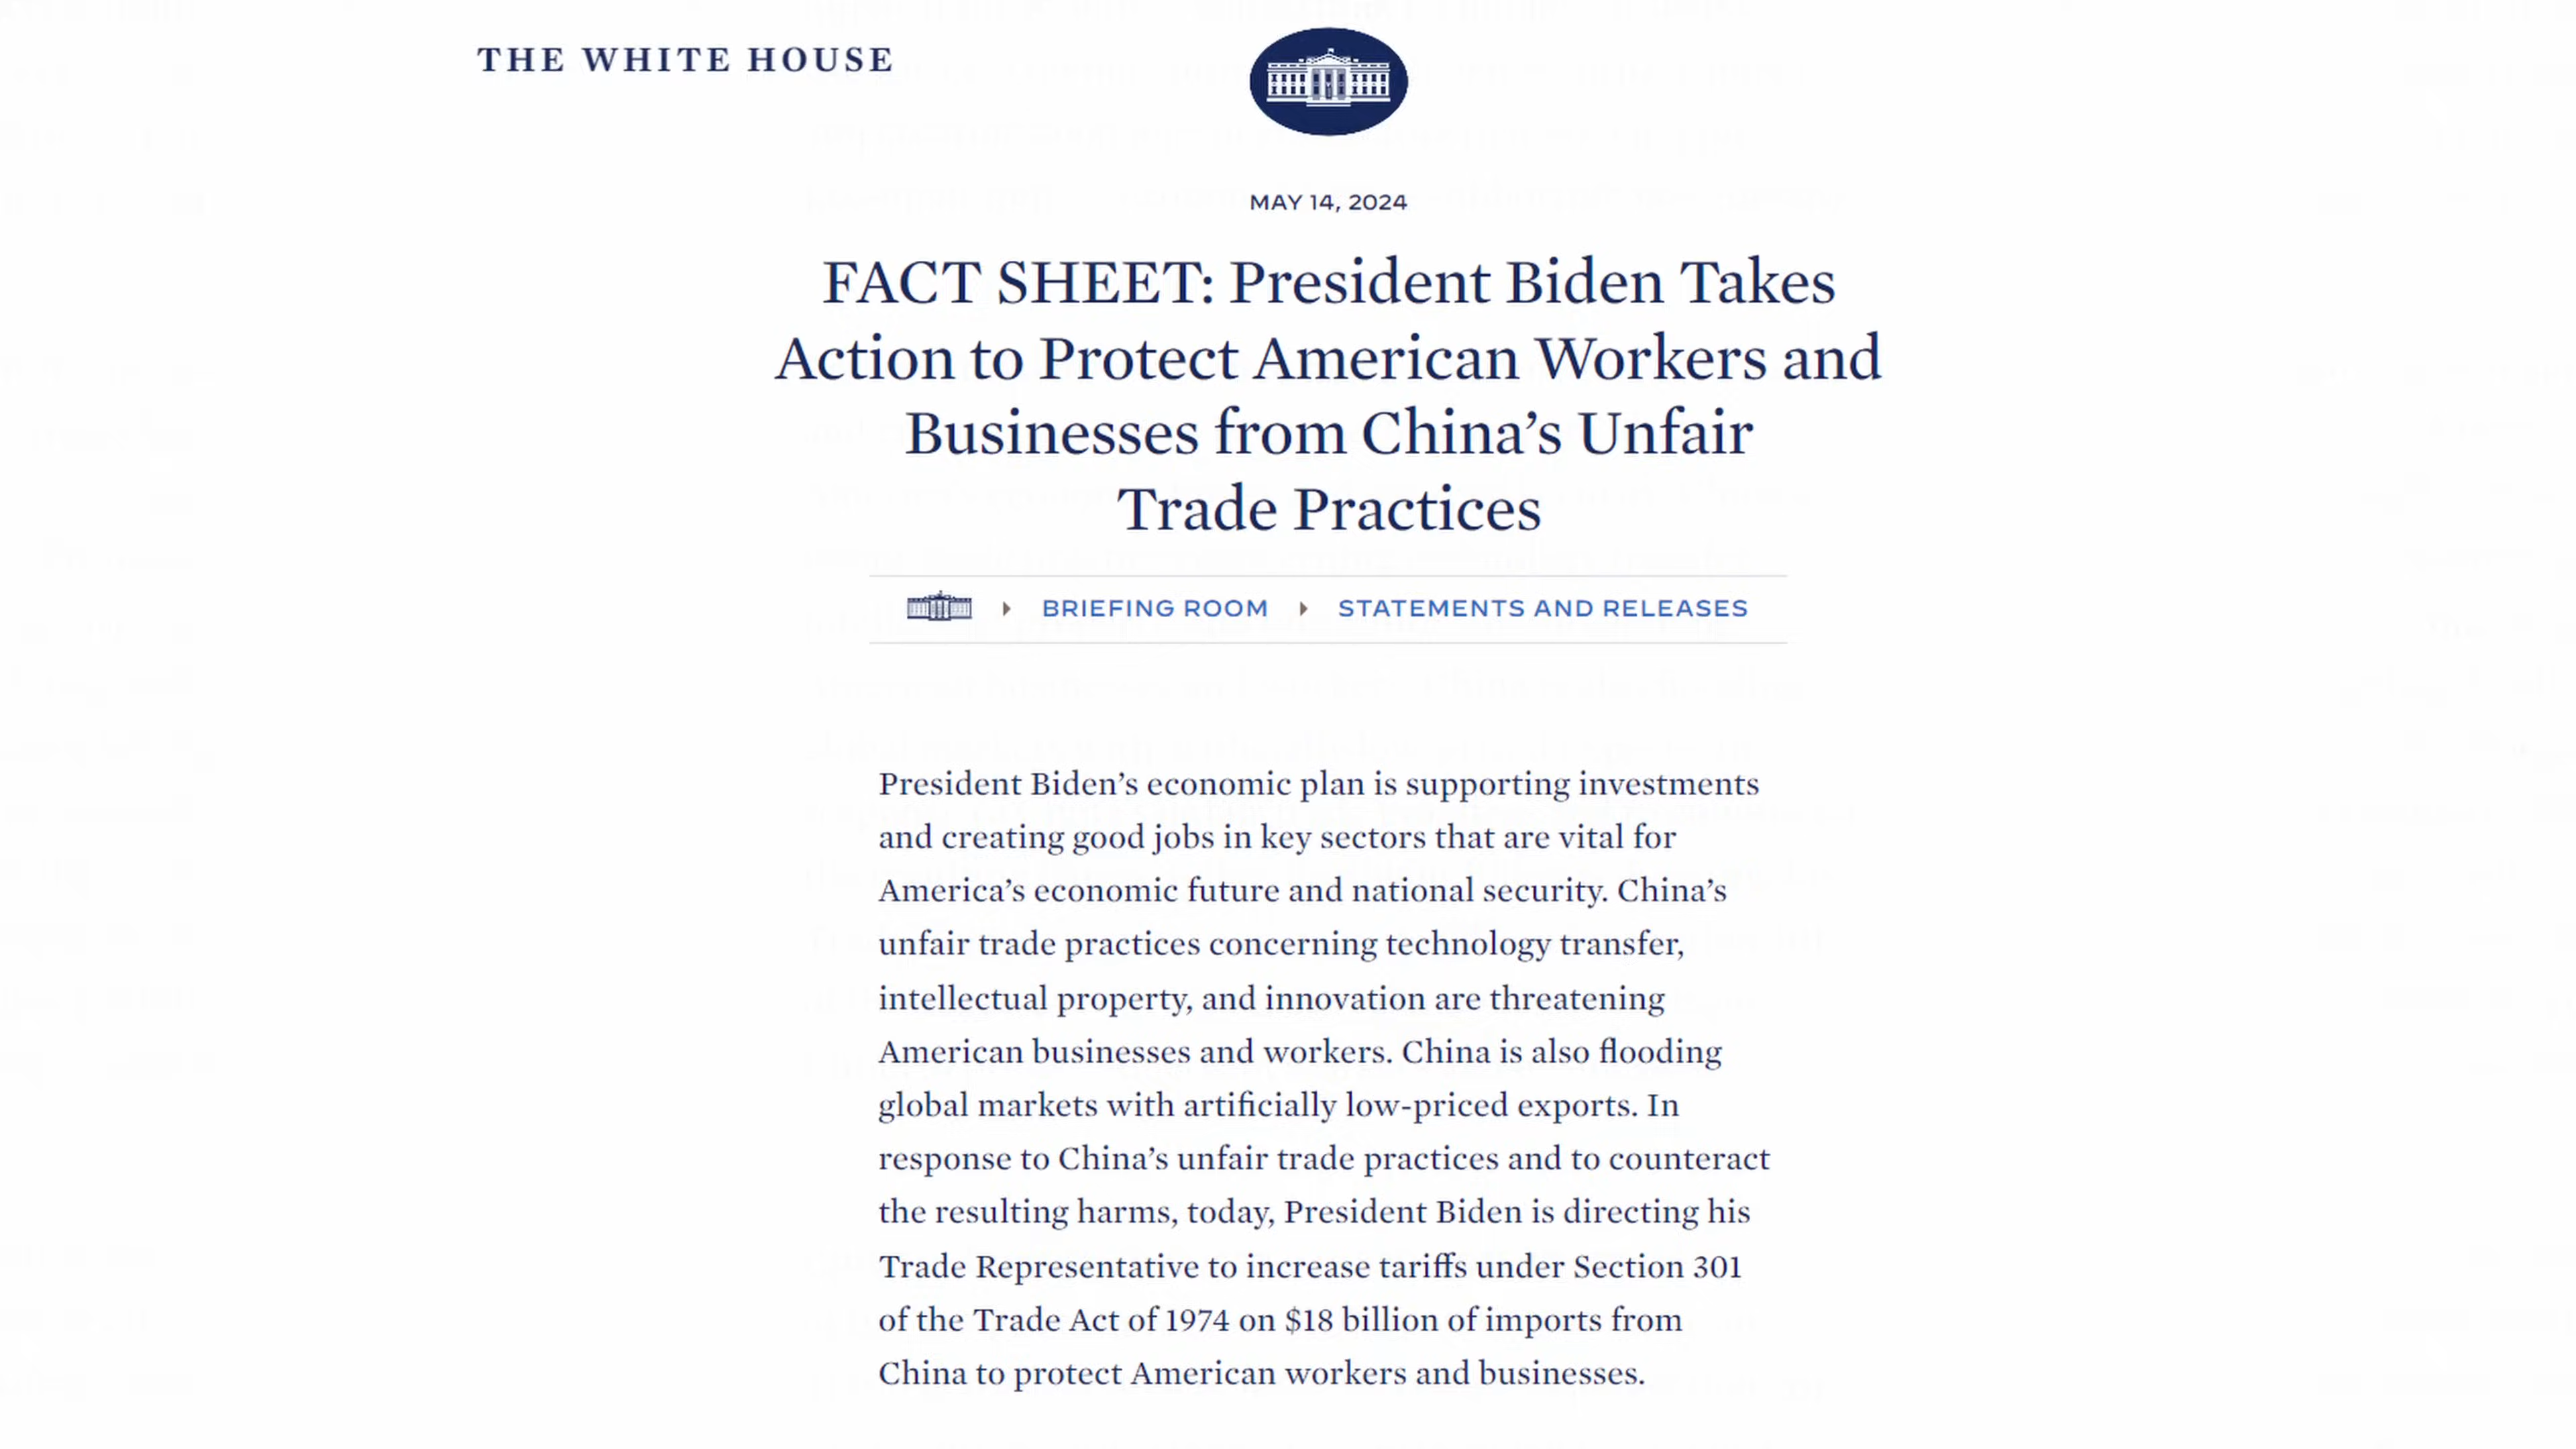 THE WHITE HOUSE
MAY 14, 2024
FACT SHEET: President Biden Takes
Action to Protect American Workers and
Businesses from China’s Unfair
Trade Practices
BRIEFING ROOM STATEMENTS AND RELEASES
President Biden’s economic plan is supporting investments
and creating good jobs in key sectors that are vital for
America’s economic future and national security. China’s
unfair trade practices concerning technology transfer,
intellectual property, and innovation are threatening
American businesses and workers. China is also flooding
global markets with artificially low-priced exports. In
response to China’s unfair trade practices and to counteract
the resulting harms, today, President Biden is directing his
Trade Representative to increase tariffs under Section 301
of the Trade Act of 1974 on $18 billion of imports from
China to protect American workers and businesses.